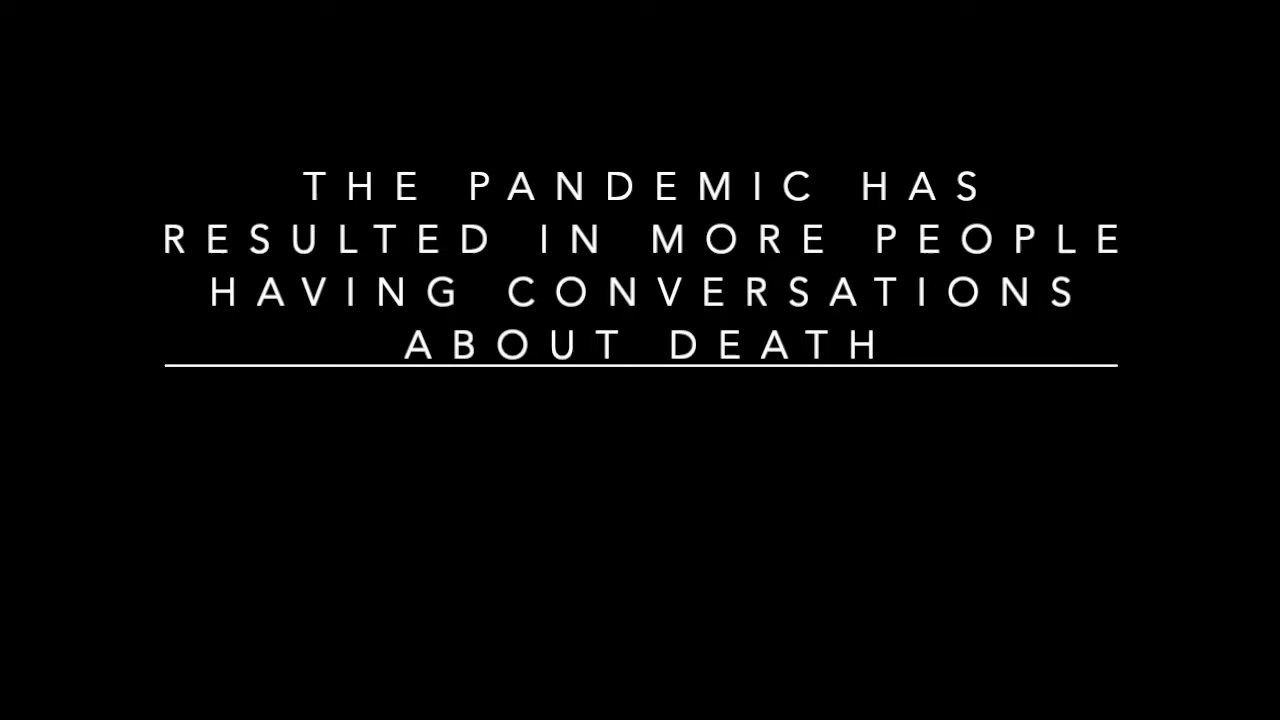 THE PANDEMIC HAS
RESULTED IN MORE PEOPLE
HAVING CONVERSATIONS
ABOUT DEATH